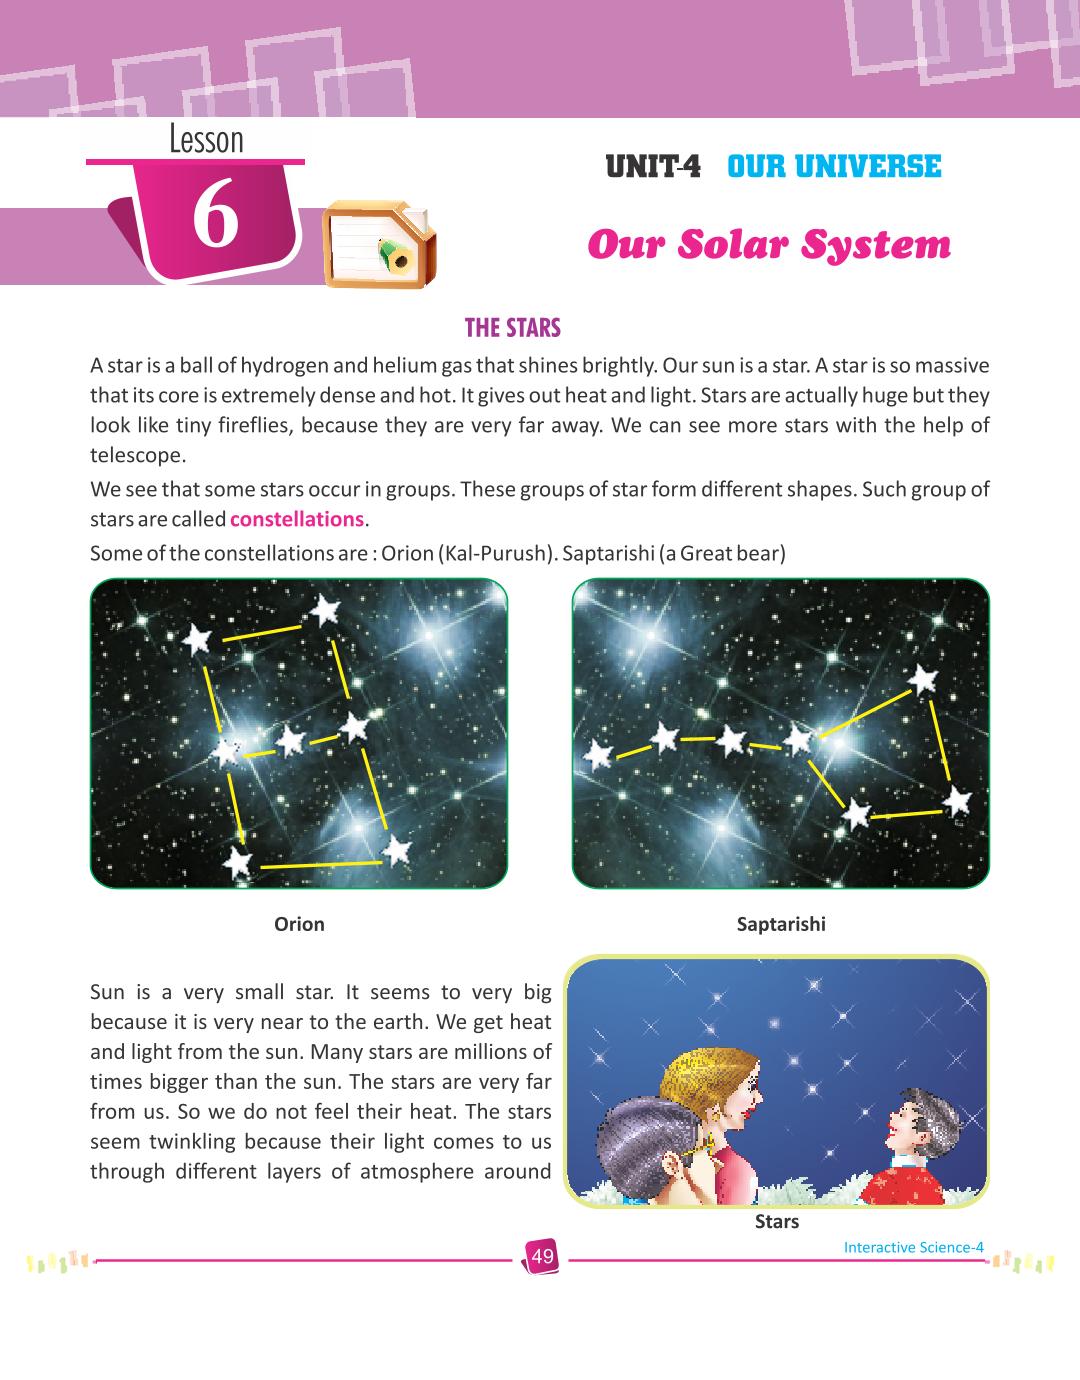 Lesson
6
UNIT-4 OUR UNIVERSE
Our Solar System
THE STARS
A star is a ball of hydrogen and helium gas that shines brightly. Our sun is a star. A star is so massive
that its core is extremely dense and hot. It gives out heat and light. Stars are actually huge but they
look like tiny fireflies, because they are very far away. We can see more stars with the help of
telescope.
We see that some stars occur in groups. These groups of star form different shapes. Such group of
stars are called constellations.
Some of the constellations are : Orion (Kal-Purush). Saptarishi (a Great bear)
Orion
Saptarishi
Sun is a very small star. It seems to very big
because it is very near to the earth. We get heat
and light from the sun. Many stars are millions of
times bigger than the sun. The stars are very far
from us. So we do not feel their heat. The stars
seem twinkling because their light comes to us
through different layers of atmosphere around
Stars
49
Interactive Science-4